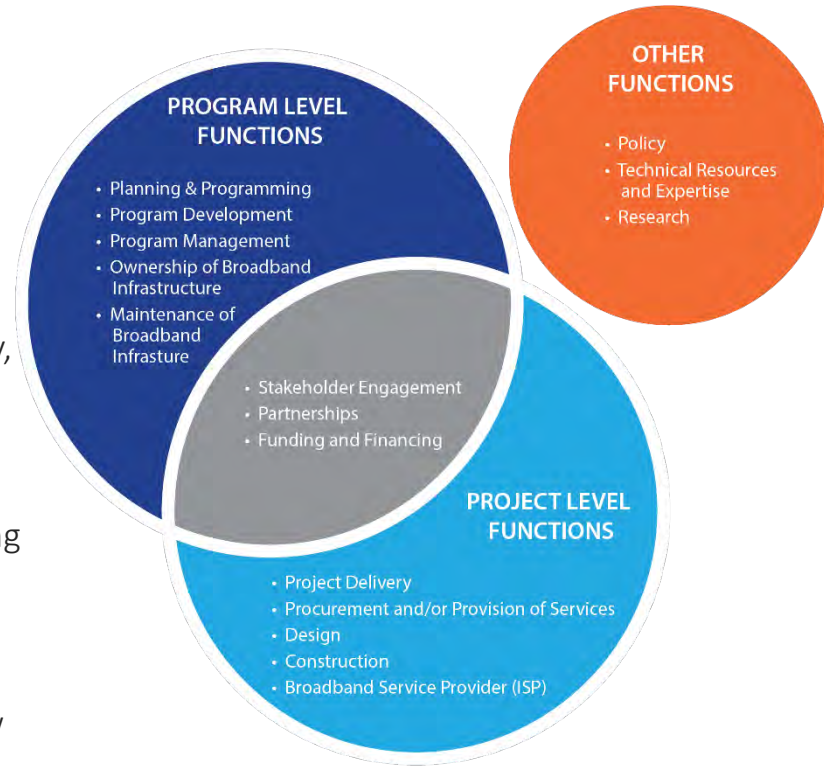 PROGRAM LEVEL
FUNCTIONS
• Planning & Programming
• Program Development
• Program Management
• Ownership of Broadband
Infrastructure
• Maintenance of
Broadband
Infrasture
OTHER
FUNCTIONS
• Policy
• Technical Resources
and Expertise
• Research
• Stakeholder Engagement
• Partnerships
• Funding and Financing
PROJECT LEVEL
FUNCTIONS
• Project Delivery
• Procurement and/or Provision of Services
• Design
• Construction
• Broadband Service Provider (ISP)